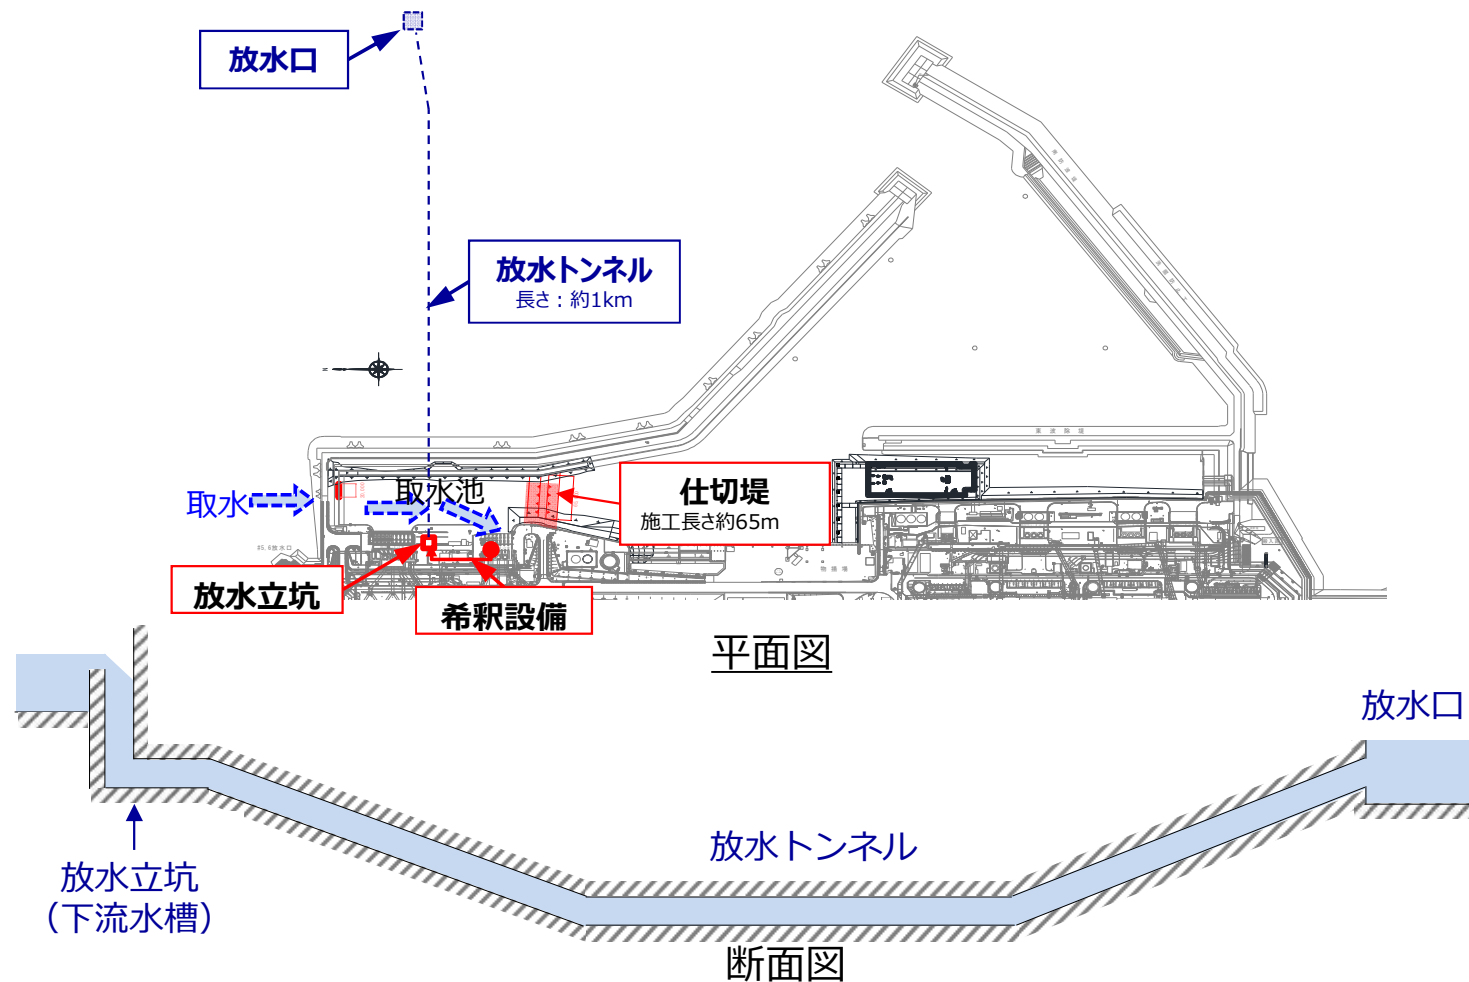 放水口
放水トンネル
長さ：約1km
取水
取水池
仕切堤
施工長さ約65m
放水立坑
希釈設備
平面図
放水口
放水トンネル
放水立坑
（下流水槽）
断面図